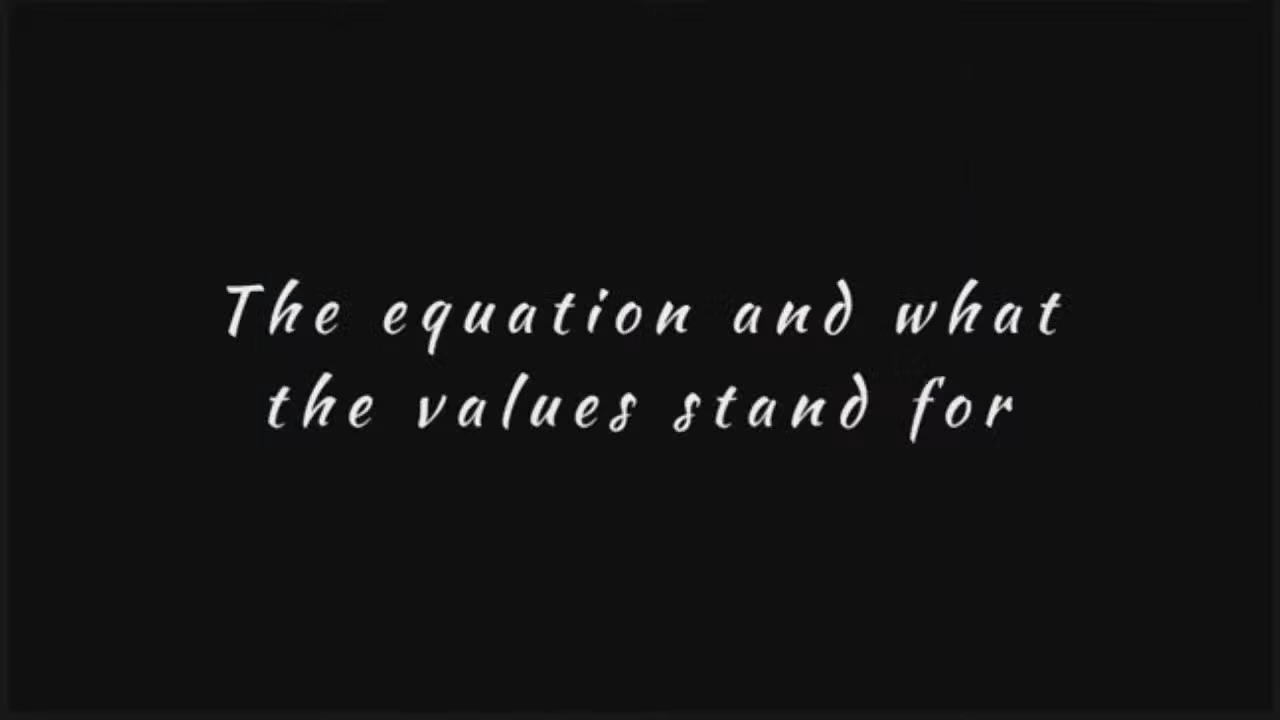 The equation and what
the values stand for